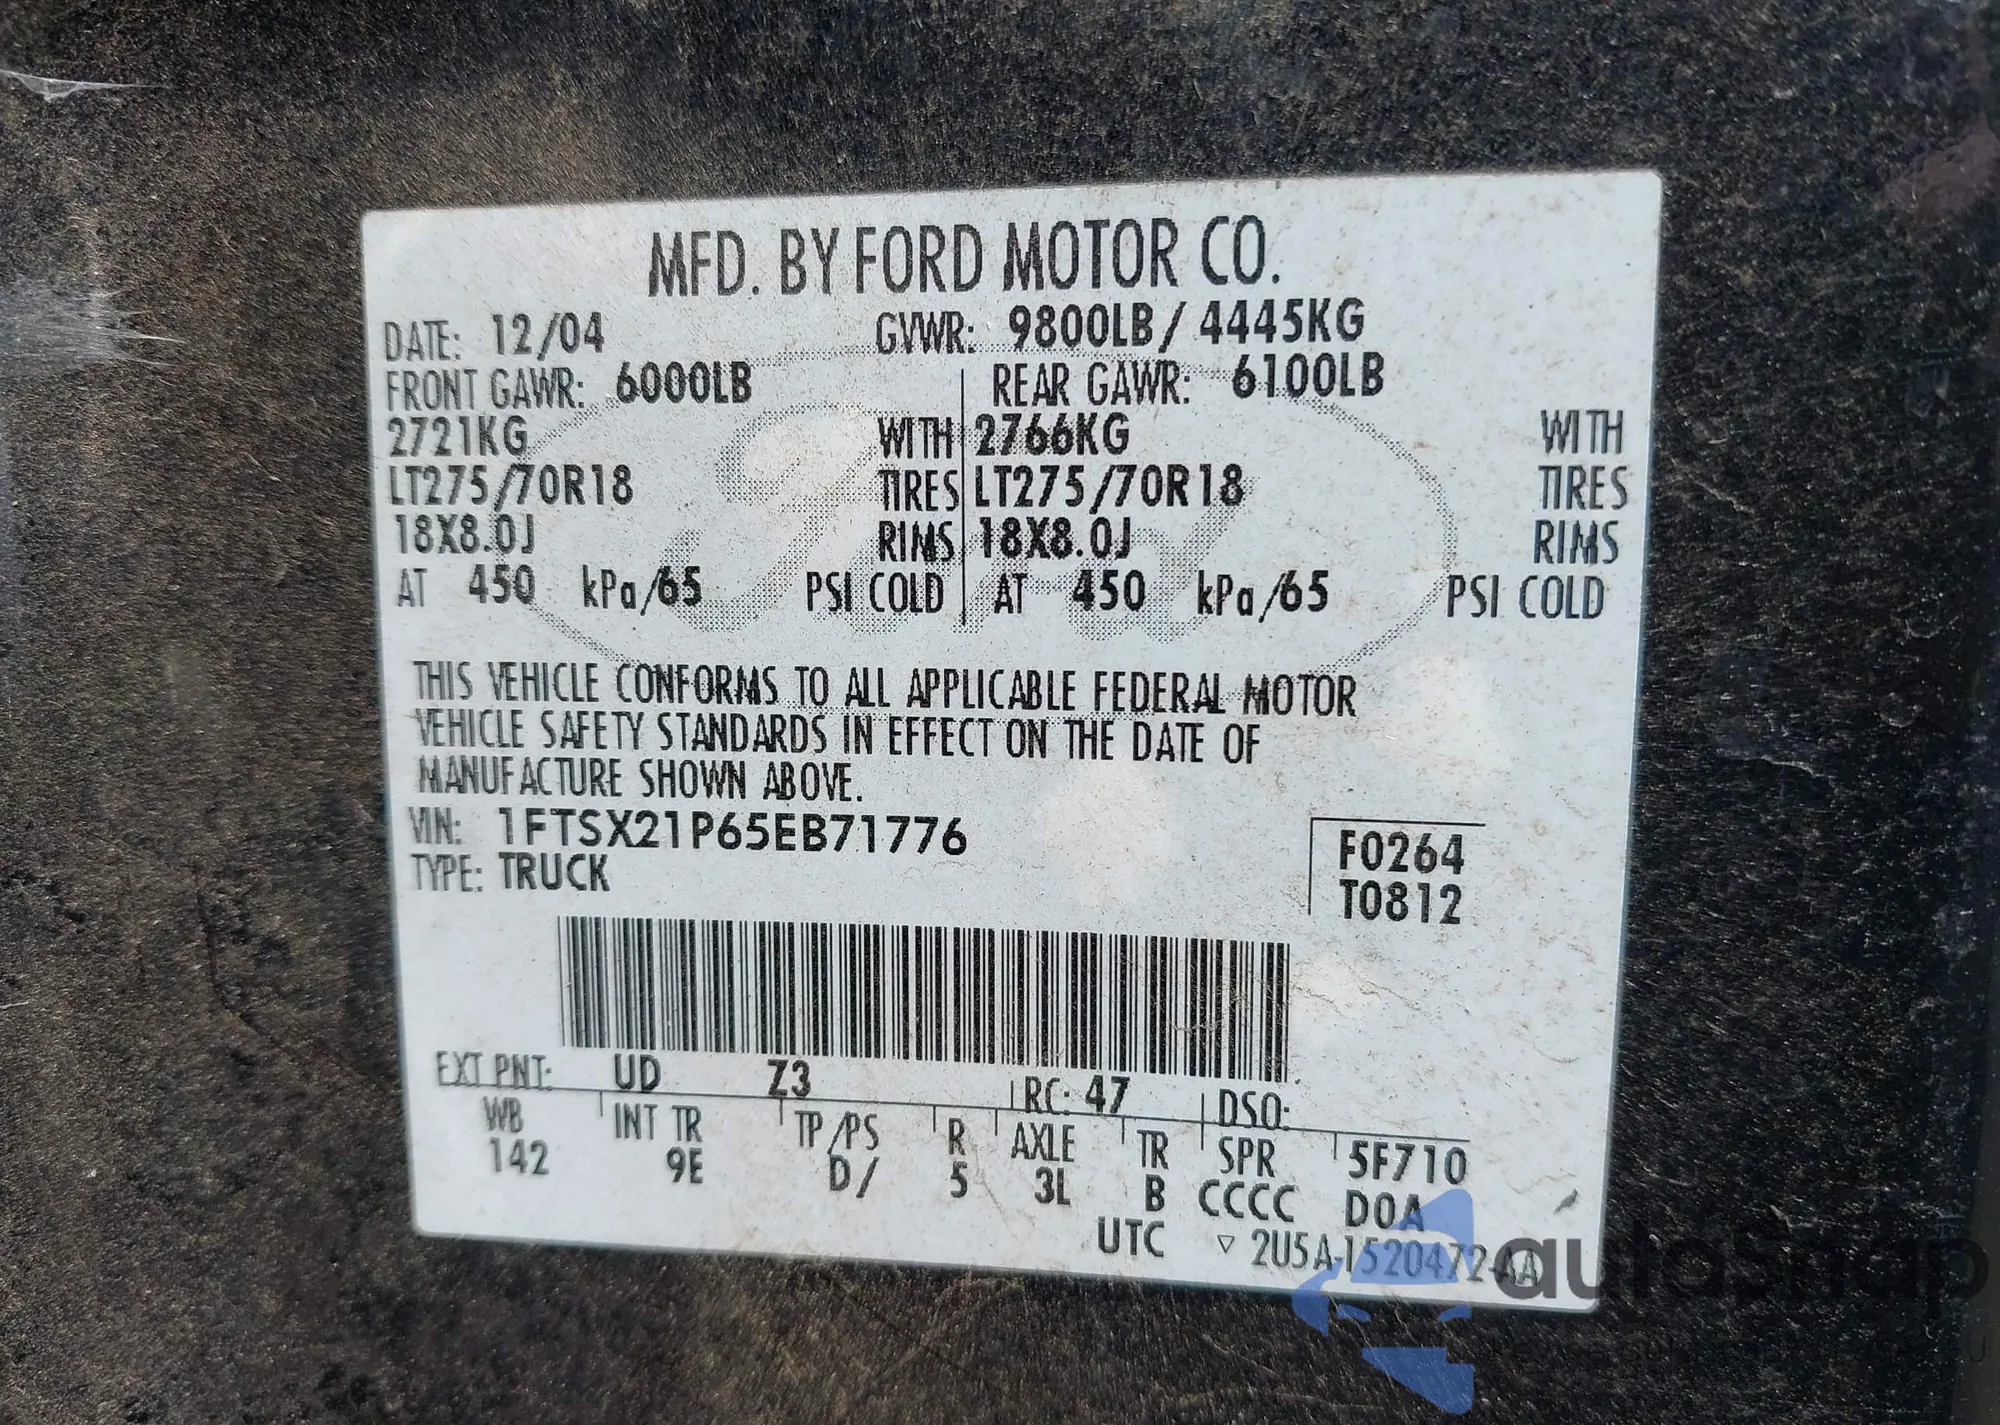 MFD. BY FORD MOTOR CO.
DATE: 12/04 GVWR: 9800LB / 4445KG
FRONT GAWR: 6000LB REAR GAWR: 6100LB
2721KG WITH 2766KG WITH
LT275/70R18 TIRES LT275/70R18 TIRES
18X8.0J RIMS 18X8.0J RIMS
AT 450 kPa/65 PSI COLD AT 450 kPa/65 PSI COLD
THIS VEHICLE CONFORMS TO ALL APPLICABLE FEDERAL MOTOR
VEHICLE SAFETY STANDARDS IN EFFECT ON THE DATE OF
MANUFACTURE SHOWN ABOVE.
VIN: 1FTSX21P65EB71776
TYPE: TRUCK
F0264
T0812
EXT PNT: UD Z3 RC: 47 DSO:
WB INT TR TP/PS R AXLE TR SPR 5F710
142 9E D/ 5 3L B CCCC D0A
UTC ▽ 2U5A-1520472-AA
autosnap